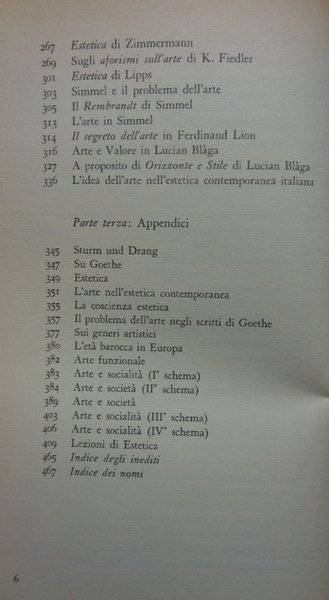 267 Estetica di Zimmermann
269 Sugli aforismi sull'arte di K. Fiedler
301 Estetica di Lipps
303 Simmel e il problema dell'arte
305 Il Rembrandt di Simmel
313 L'arte in Simmel
314 Il segreto dell'arte in Ferdinand Lion
316 Arte e Valore in Lucian Blàga
327 A proposito di Orizzonte e Stile di Lucian Blàga
336 L'idea dell'arte nell'estetica contemporanea italiana
Parte terza: Appendici
345 Sturm und Drang
347 Su Goethe
349 Estetica
351 L'arte nell'estetica contemporanea
355 La coscienza estetica
357 Il problema dell'arte negli scritti di Goethe
377 Sui generi artistici
380 L'età barocca in Europa
382 Arte funzionale
383 Arte e socialità (I° schema)
384 Arte e società (II° schema)
389 Arte e società
403 Arte e socialità (III° schema)
406 Arte e socialità (IV° schema)
409 Lezioni di Estetica
465 Indice degli inediti
467 Indice dei nomi
6